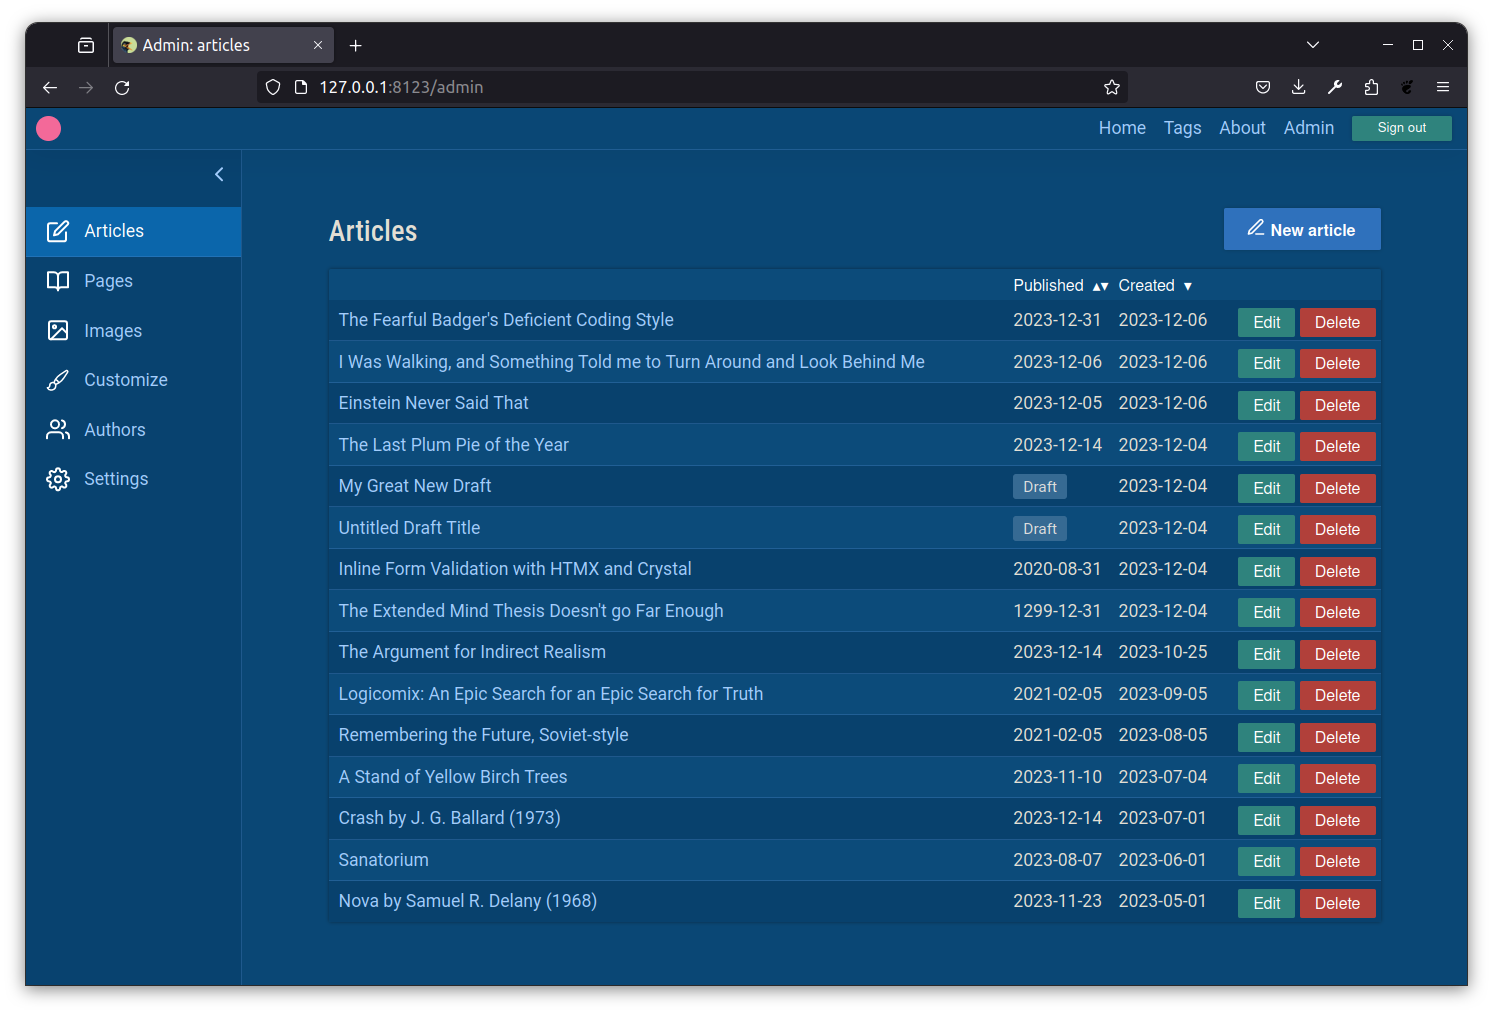 Admin: articles
127.0.0.1:8123/admin
Home Tags About Admin Sign out
Articles
Pages
Images
Customize
Authors
Settings
Articles
New article
Published ▲▼ Created ▼
The Fearful Badger's Deficient Coding Style 2023-12-31 2023-12-06 Edit Delete
I Was Walking, and Something Told me to Turn Around and Look Behind Me 2023-12-06 2023-12-06 Edit Delete
Einstein Never Said That 2023-12-05 2023-12-06 Edit Delete
The Last Plum Pie of the Year 2023-12-14 2023-12-04 Edit Delete
My Great New Draft Draft 2023-12-04 Edit Delete
Untitled Draft Title Draft 2023-12-04 Edit Delete
Inline Form Validation with HTMX and Crystal 2020-08-31 2023-12-04 Edit Delete
The Extended Mind Thesis Doesn't go Far Enough 1299-12-31 2023-12-04 Edit Delete
The Argument for Indirect Realism 2023-12-14 2023-10-25 Edit Delete
Logicomix: An Epic Search for an Epic Search for Truth 2021-02-05 2023-09-05 Edit Delete
Remembering the Future, Soviet-style 2021-02-05 2023-08-05 Edit Delete
A Stand of Yellow Birch Trees 2023-11-10 2023-07-04 Edit Delete
Crash by J. G. Ballard (1973) 2023-12-14 2023-07-01 Edit Delete
Sanatorium 2023-08-07 2023-06-01 Edit Delete
Nova by Samuel R. Delany (1968) 2023-11-23 2023-05-01 Edit Delete